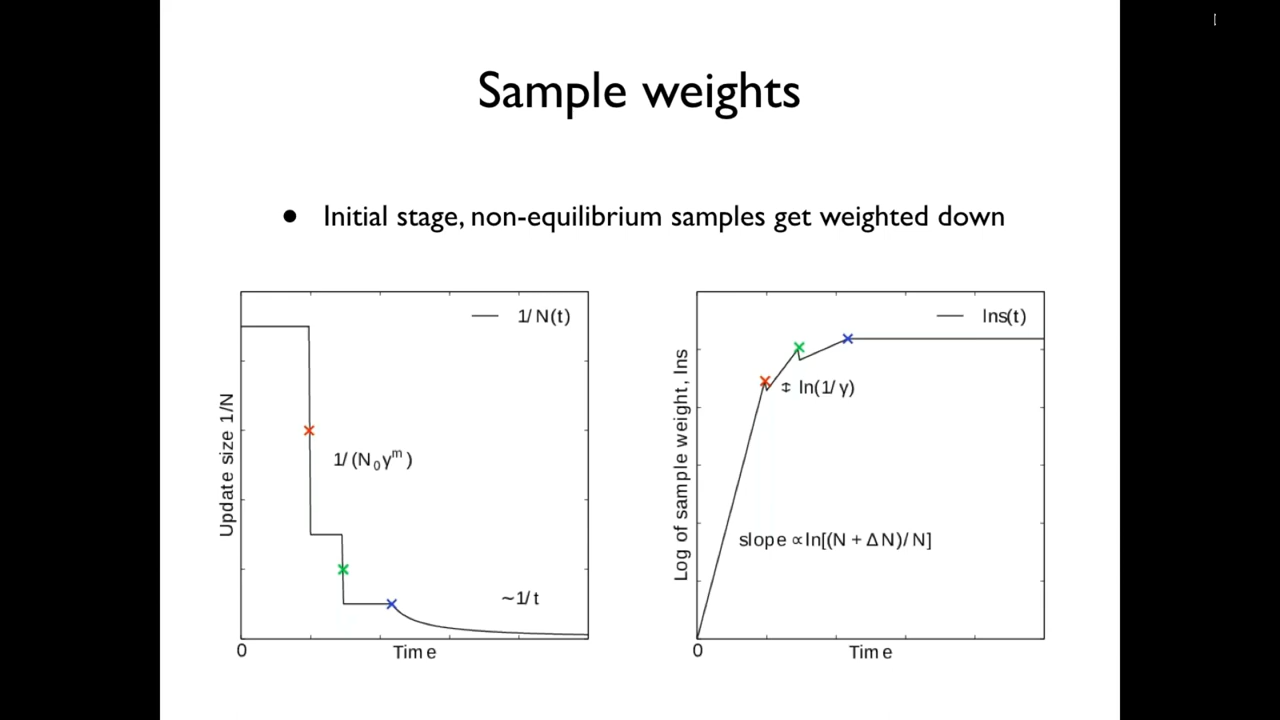 Sample weights
● Initial stage, non-equilibrium samples get weighted down
1/N(t)
Update size 1/N
1/(N₀γᵐ)
~1/t
0
Time
lns(t)
Log of sample weight, lns
ln(1/γ)
slope ∝ln[(N + ΔN)/N]
0
Time